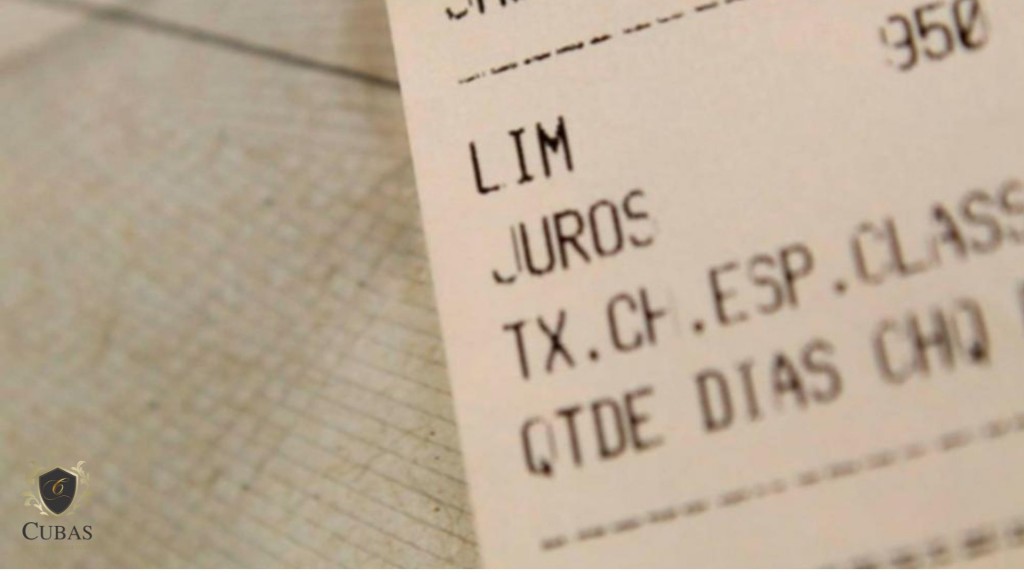 950
LIM
JUROS
TX.CH.ESP.CLASS
QTDE DIAS CHQ
CUBAS